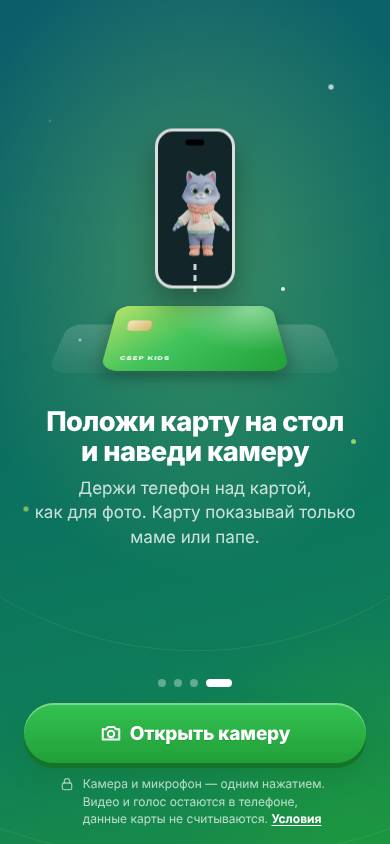 СБЕР KIDS
Положи карту на стол
и наведи камеру
Держи телефон над картой,
как для фото. Карту показывай только
маме или папе.
Открыть камеру
Камера и микрофон — одним нажатием.
Видео и голос остаются в телефоне,
данные карты не считываются. Условия